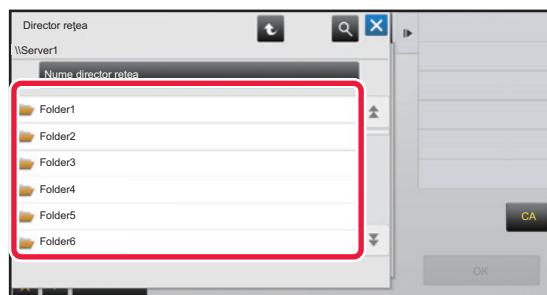 Director rețea
\\Server1
Nume director rețea
Folder1
Folder2
Folder3
Folder4
Folder5
Folder6
CA
OK